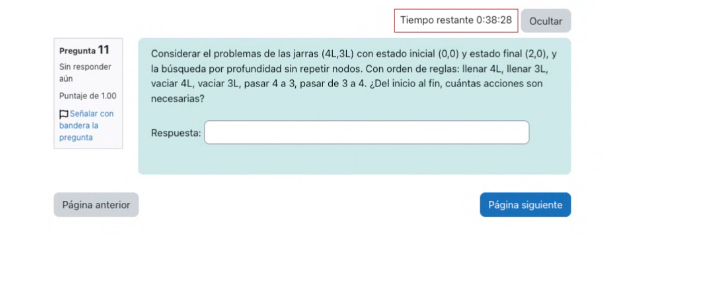 Tiempo restante 0:38:28
Ocultar
Pregunta 11
Sin responder
aún
Puntaje de 1.00
Señalar con
bandera la
pregunta
Considerar el problemas de las jarras (4L,3L) con estado inicial (0,0) y estado final (2,0), y
la búsqueda por profundidad sin repetir nodos. Con orden de reglas: llenar 4L, llenar 3L,
vaciar 4L, vaciar 3L, pasar 4 a 3, pasar de 3 a 4. ¿Del inicio al fin, cuántas acciones son
necesarias?
Respuesta:
Página anterior
Página siguiente